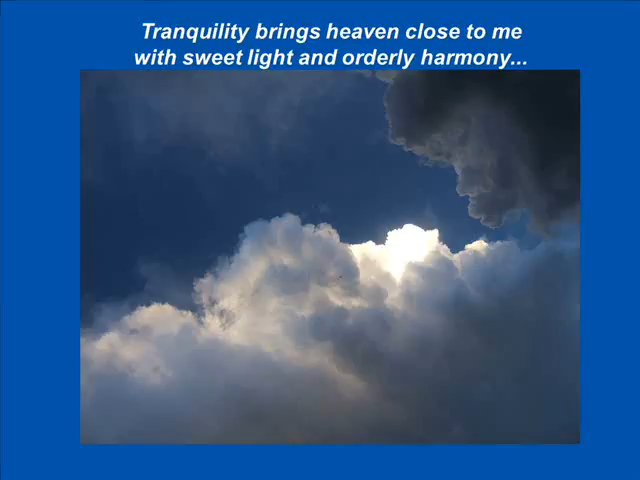 Tranquility brings heaven close to me
with sweet light and orderly harmony...